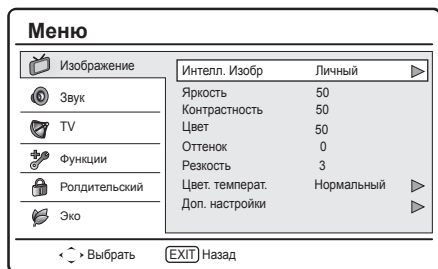 Меню
Изображение
Звук
TV
Функции
Ролдительский
Эко
Интелл. Изобр Личный
Яркость 50
Контрастность 50
Цвет 50
Оттенок 0
Резкость 3
Цвет. температ. Нормальный
Доп. настройки
Выбрать EXIT Назад